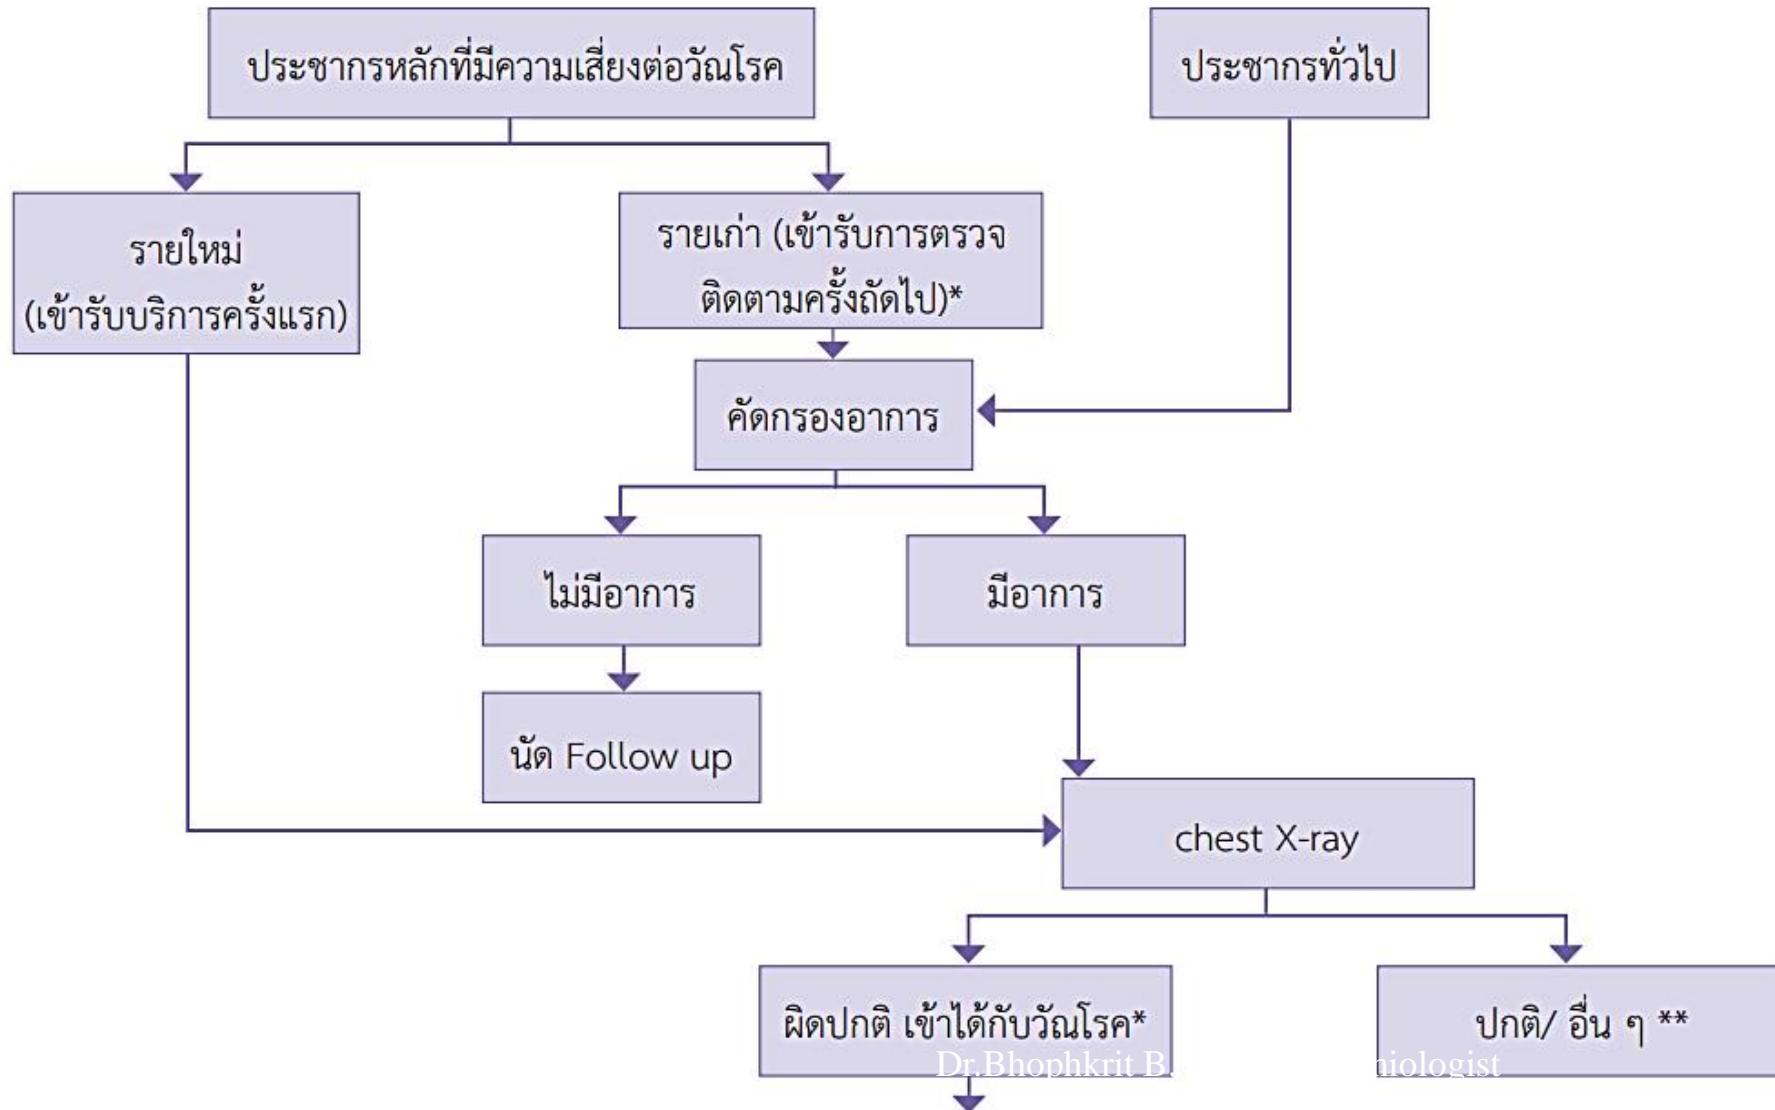 ประชากรหลักที่มีความเสี่ยงต่อวัณโรค
ประชากรทั่วไป
รายใหม่
(เข้ารับบริการครั้งแรก)
รายเก่า (เข้ารับการตรวจ
ติดตามครั้งถัดไป)*
คัดกรองอาการ
ไม่มีอาการ
มีอาการ
นัด Follow up
chest X-ray
ผิดปกติ เข้าได้กับวัณโรค*
ปกติ/ อื่น ๆ **
Dr.Bhophkrit B.